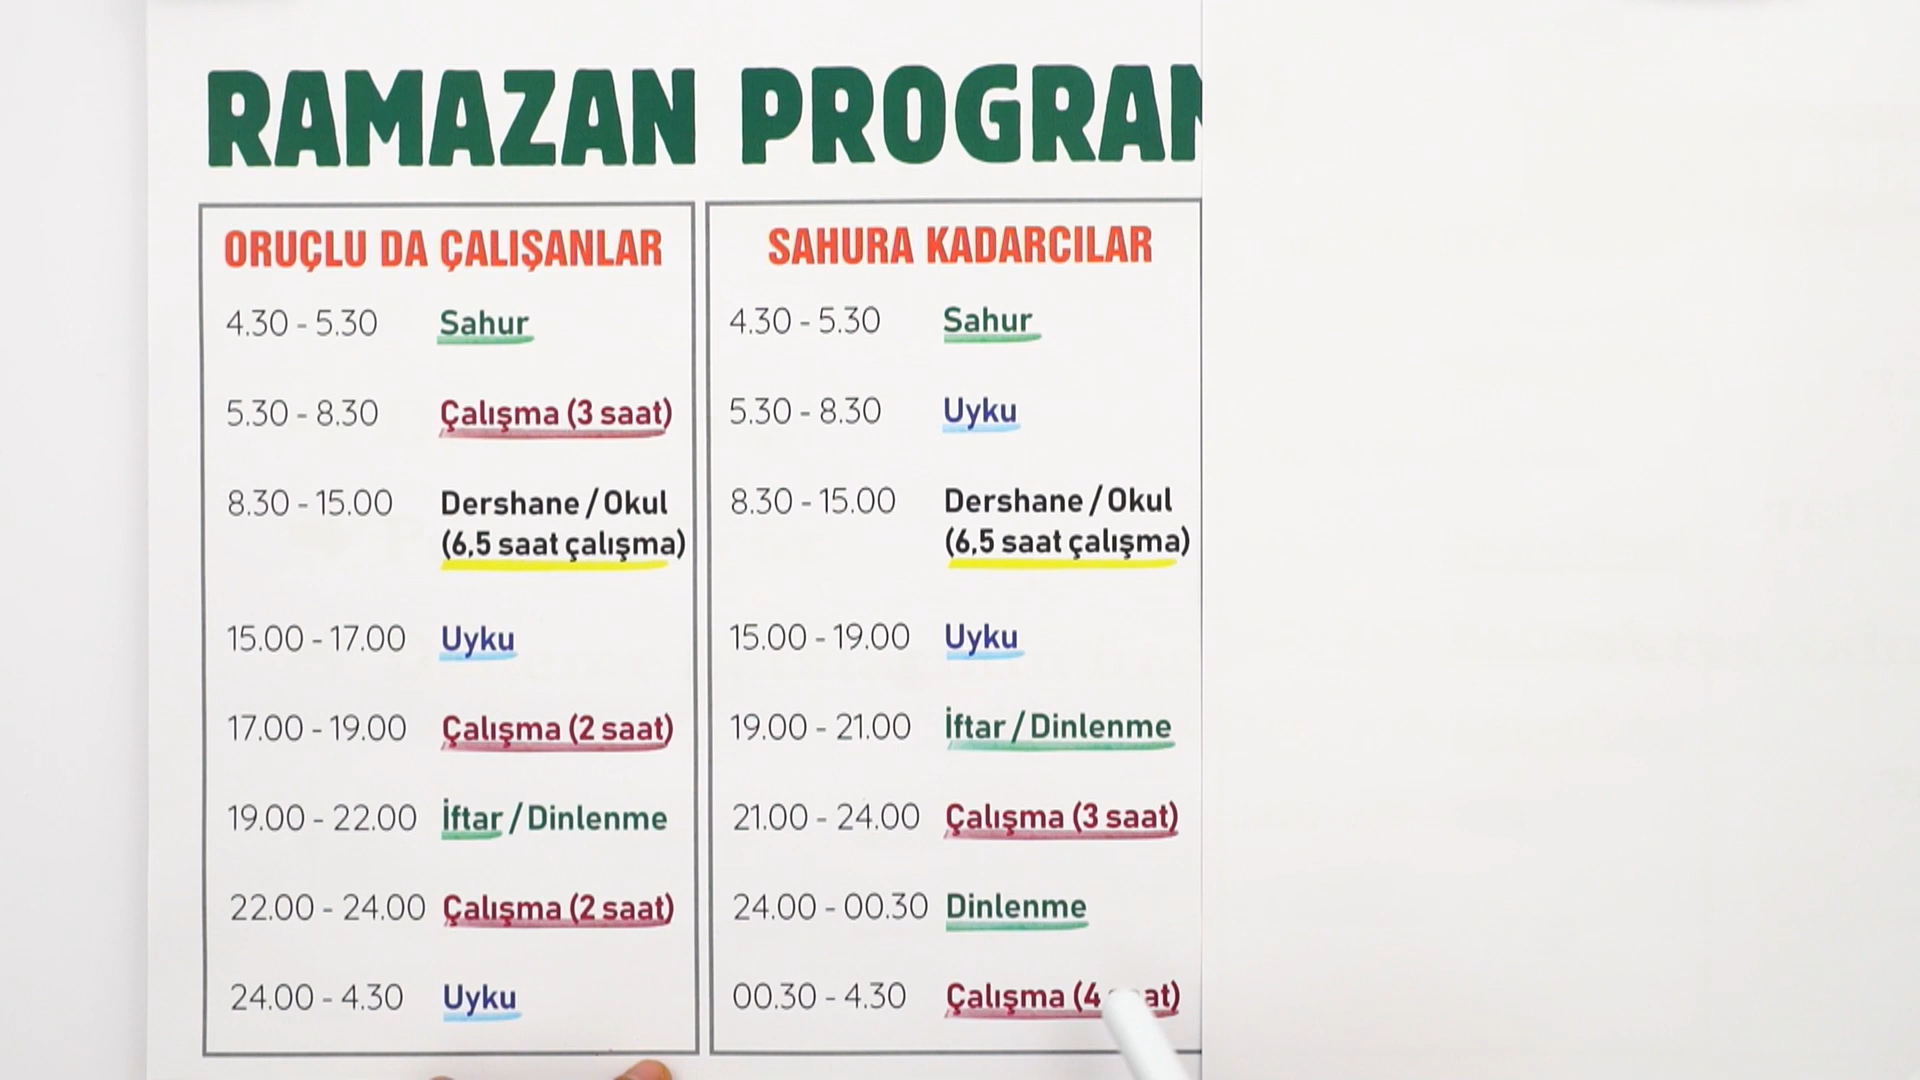 RAMAZAN PROGRAM
ORUÇLU DA ÇALIŞANLAR
4.30 - 5.30 Sahur
5.30 - 8.30 Çalışma (3 saat)
8.30 - 15.00 Dershane / Okul
(6,5 saat çalışma)
15.00 - 17.00 Uyku
17.00 - 19.00 Çalışma (2 saat)
19.00 - 22.00 İftar / Dinlenme
22.00 - 24.00 Çalışma (2 saat)
24.00 - 4.30 Uyku
SAHURA KADARCILAR
4.30 - 5.30 Sahur
5.30 - 8.30 Uyku
8.30 - 15.00 Dershane / Okul
(6,5 saat çalışma)
15.00 - 19.00 Uyku
19.00 - 21.00 İftar / Dinlenme
21.00 - 24.00 Çalışma (3 saat)
24.00 - 00.30 Dinlenme
00.30 - 4.30 Çalışma (4 saat)